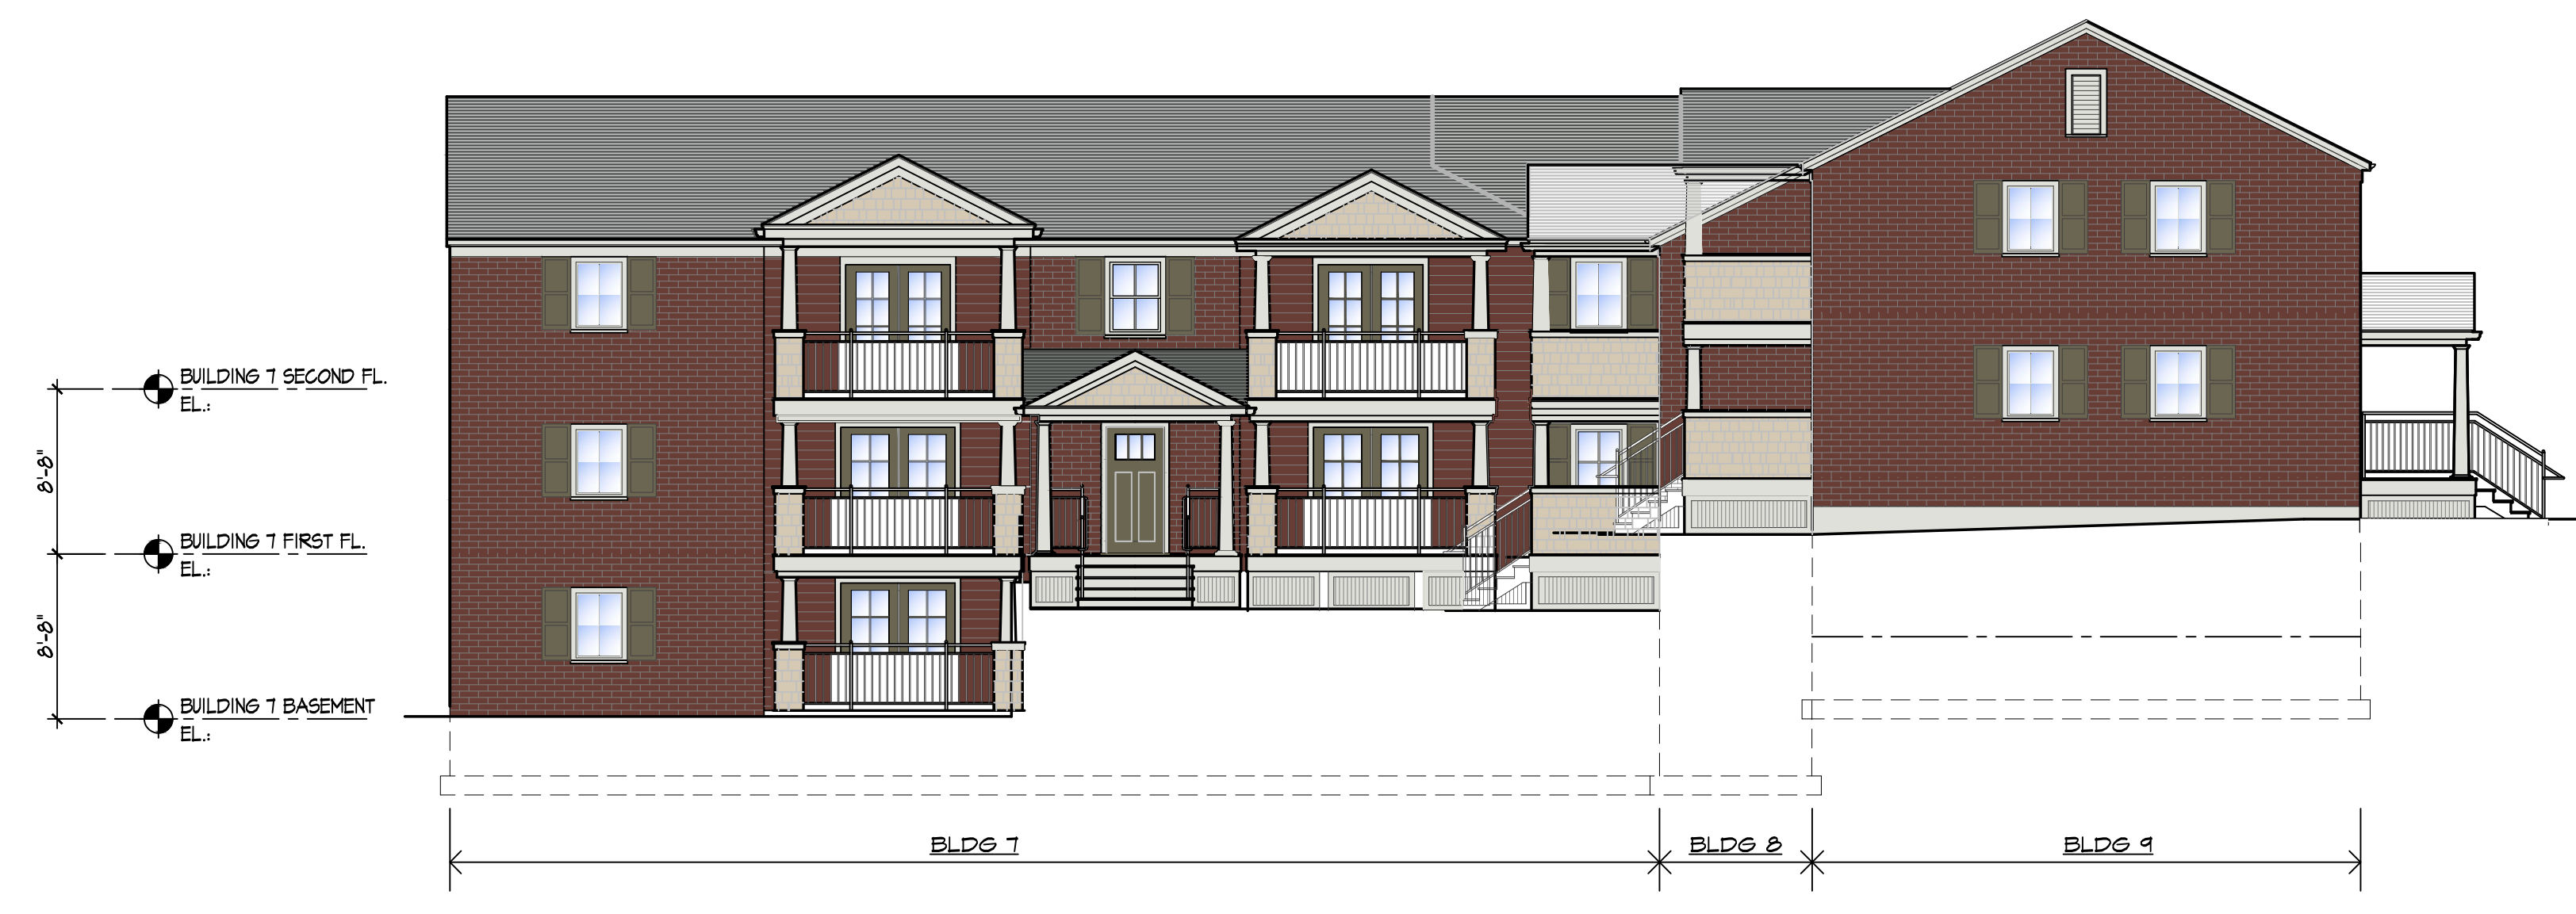 BUILDING 7 SECOND FL.
EL.:
8'-8"
BUILDING 7 FIRST FL.
EL.:
8'-8"
BUILDING 7 BASEMENT
EL.:
BLDG 7
BLDG 8
BLDG 9